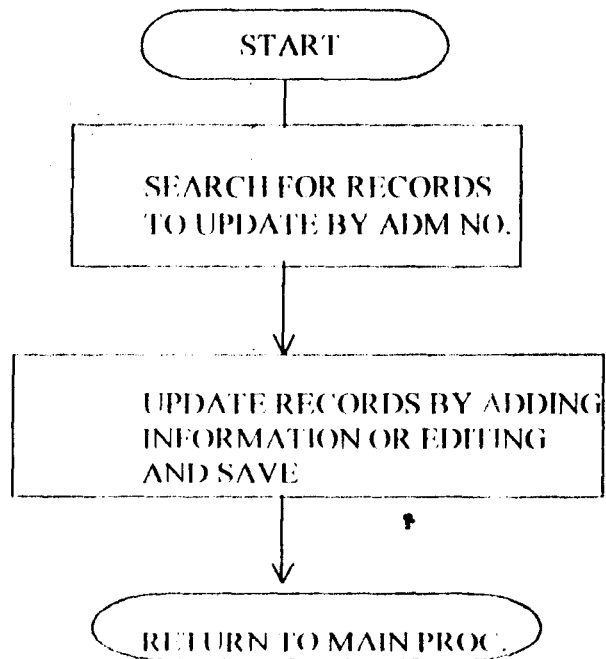 START
SEARCH FOR RECORDS
TO UPDATE BY ADM NO.
UPDATE RECORDS BY ADDING
INFORMATION OR EDITING
AND SAVE
RETURN TO MAIN PROC.